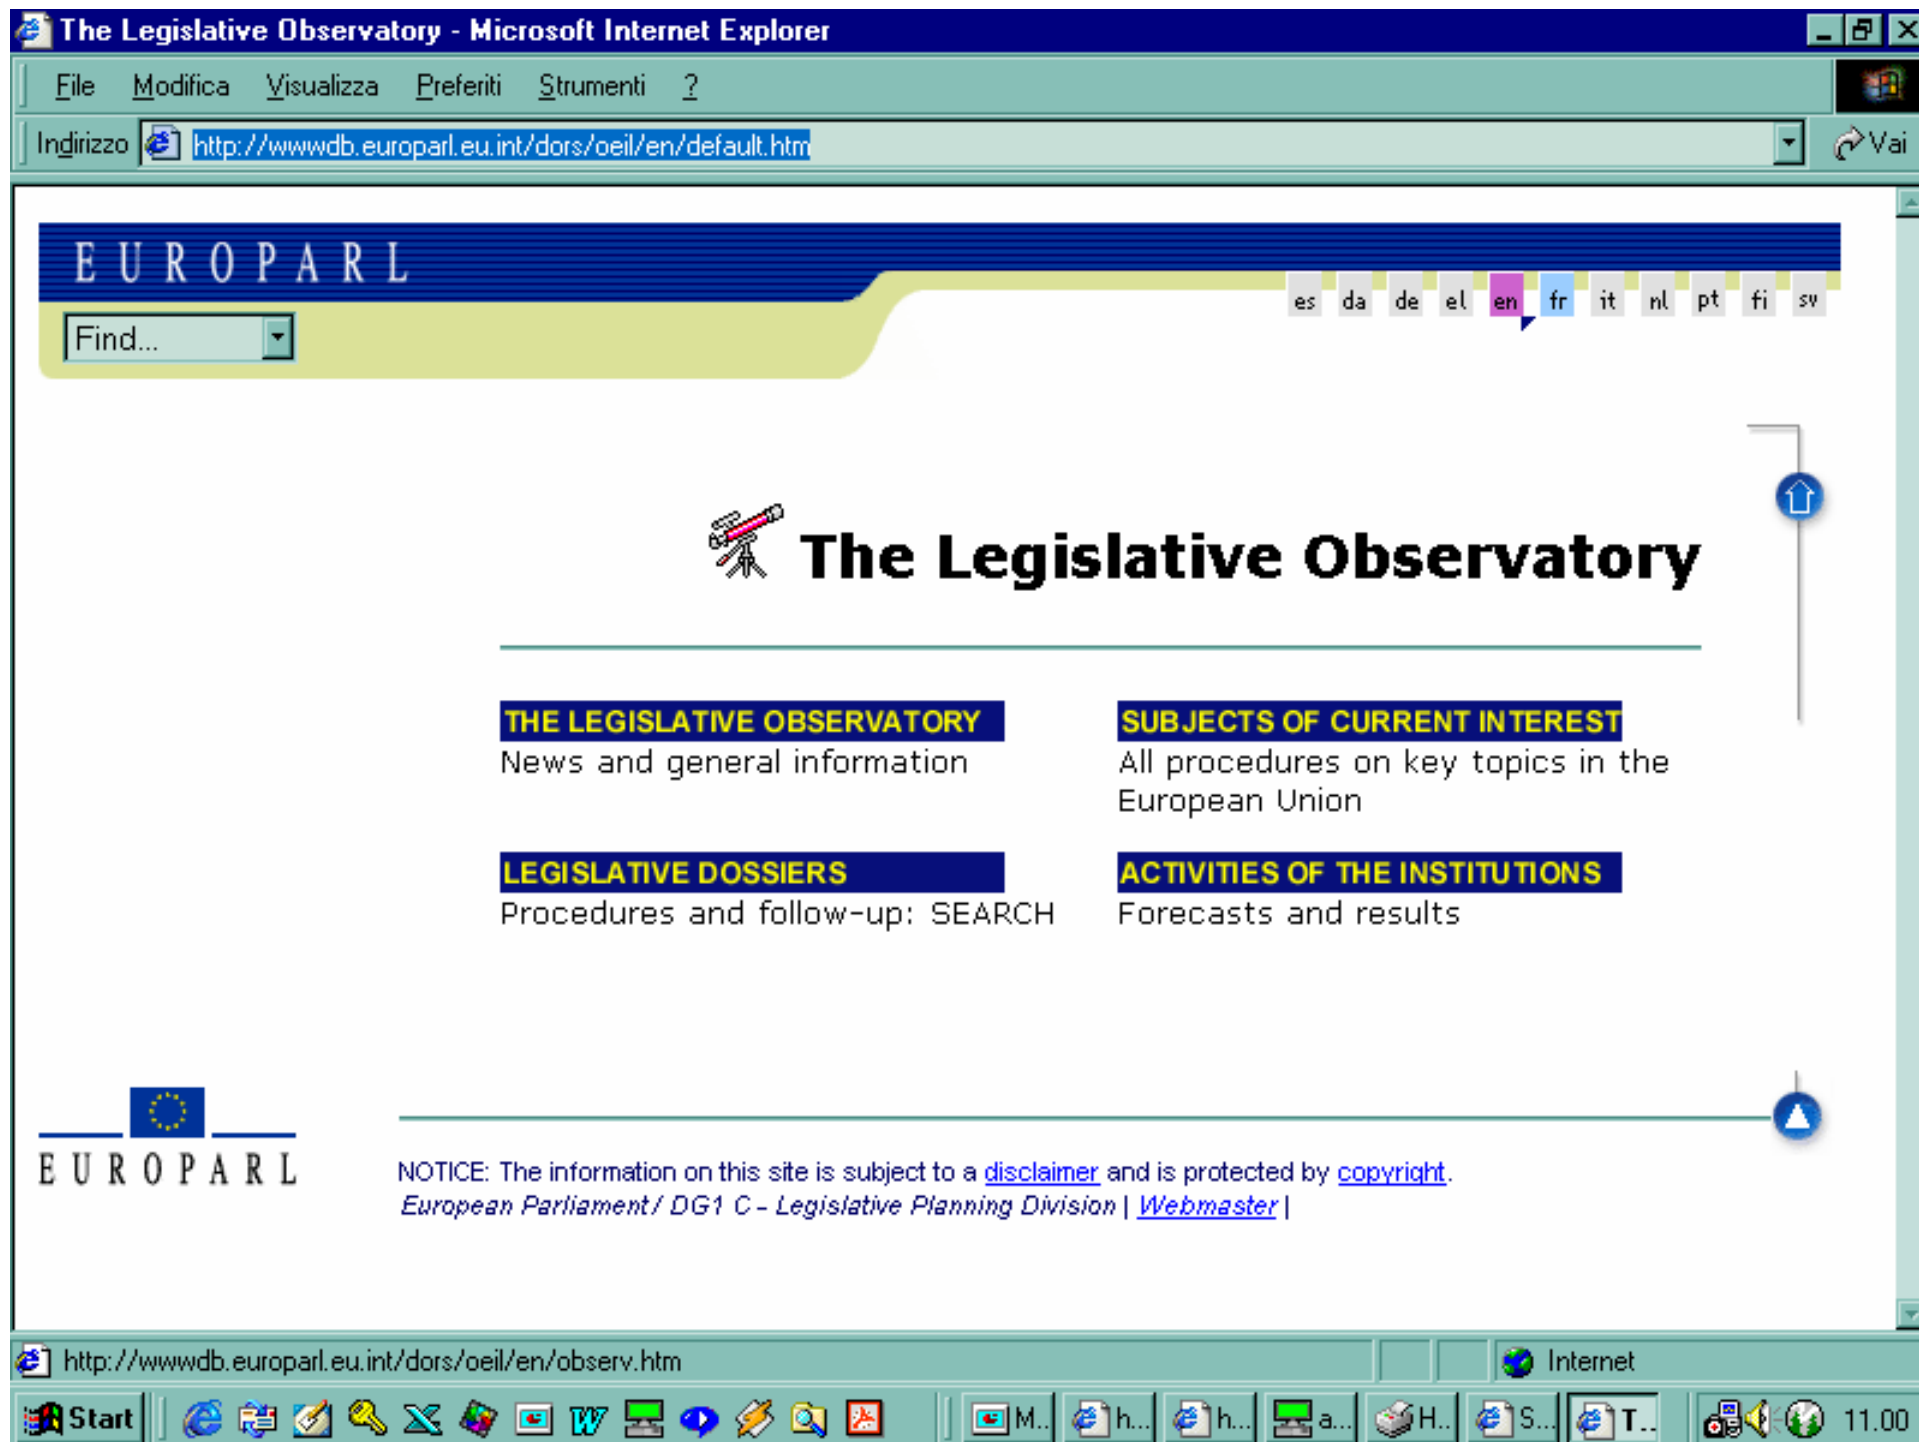 The Legislative Observatory - Microsoft Internet Explorer
File Modifica Visualizza Preferiti Strumenti ?
Indirizzo http://wwwdb.europarl.eu.int/dors/oeil/en/default.htm Vai
EUROPARL
es da de el en fr it nl pt fi sv
Find...
The Legislative Observatory
THE LEGISLATIVE OBSERVATORY
News and general information
SUBJECTS OF CURRENT INTEREST
All procedures on key topics in the
European Union
LEGISLATIVE DOSSIERS
Procedures and follow-up: SEARCH
ACTIVITIES OF THE INSTITUTIONS
Forecasts and results
EUROPARL
NOTICE: The information on this site is subject to a disclaimer and is protected by copyright.
European Parliament / DG1 C - Legislative Planning Division | Webmaster |
http://wwwdb.europarl.eu.int/dors/oeil/en/observ.htm Internet
Start M... h... h... a... H... S... T... 11.00